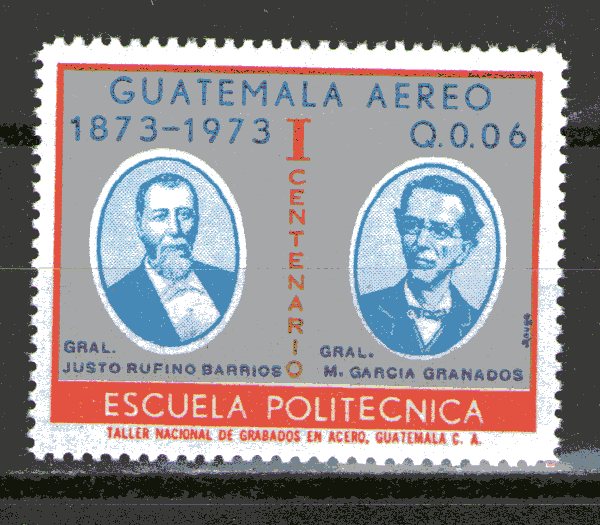 GUATEMALA AEREO
1873-1973
Q.0.06
I CENTENARIO
GRAL.
JUSTO RUFINO BARRIOS
GRAL.
M. GARCIA GRANADOS
ESCUELA POLITECNICA
TALLER NACIONAL DE GRABADOS EN ACERO, GUATEMALA C. A.